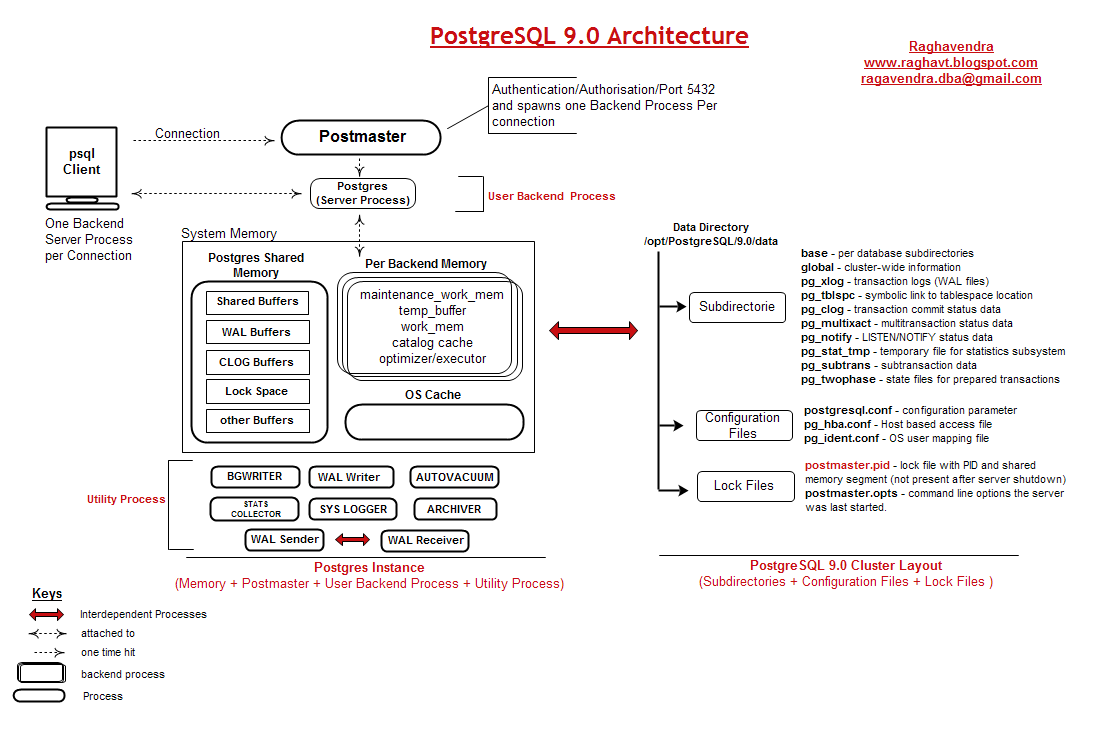 PostgreSQL 9.0 Architecture
Raghavendra
www.raghavt.blogspot.com
ragavendra.dba@gmail.com
Authentication/Authorisation/Port 5432
and spawns one Backend Process Per
connection
Connection
Postmaster
psql
Client
Postgres
(Server Process)
User Backend Process
One Backend
Server Process
per Connection
System Memory
Postgres Shared
Memory
Shared Buffers
WAL Buffers
CLOG Buffers
Lock Space
other Buffers
Per Backend Memory
maintenance_work_mem
temp_buffer
work_mem
catalog cache
optimizer/executor
OS Cache
Data Directory
/opt/PostgreSQL/9.0/data
Subdirectorie
base - per database subdirectories
global - cluster-wide information
pg_xlog - transaction logs (WAL files)
pg_tblspc - symbolic link to tablespace location
pg_clog - transaction commit status data
pg_multixact - multitransaction status data
pg_notify - LISTEN/NOTIFY status data
pg_stat_tmp - temporary file for statistics subsystem
pg_subtrans - subtransaction data
pg_twophase - state files for prepared transactions
Configuration
Files
postgresql.conf - configuration parameter
pg_hba.conf - Host based access file
pg_ident.conf - OS user mapping file
Lock Files
postmaster.pid - lock file with PID and shared
memory segment (not present after server shutdown)
postmaster.opts - command line options the server
was last started.
Utility Process
BGWRITER
WAL Writer
AUTOVACUUM
STATS
COLLECTOR
SYS LOGGER
ARCHIVER
WAL Sender
WAL Receiver
Postgres Instance
(Memory + Postmaster + User Backend Process + Utility Process)
PostgreSQL 9.0 Cluster Layout
(Subdirectories + Configuration Files + Lock Files )
Keys
Interdependent Processes
attached to
one time hit
backend process
Process